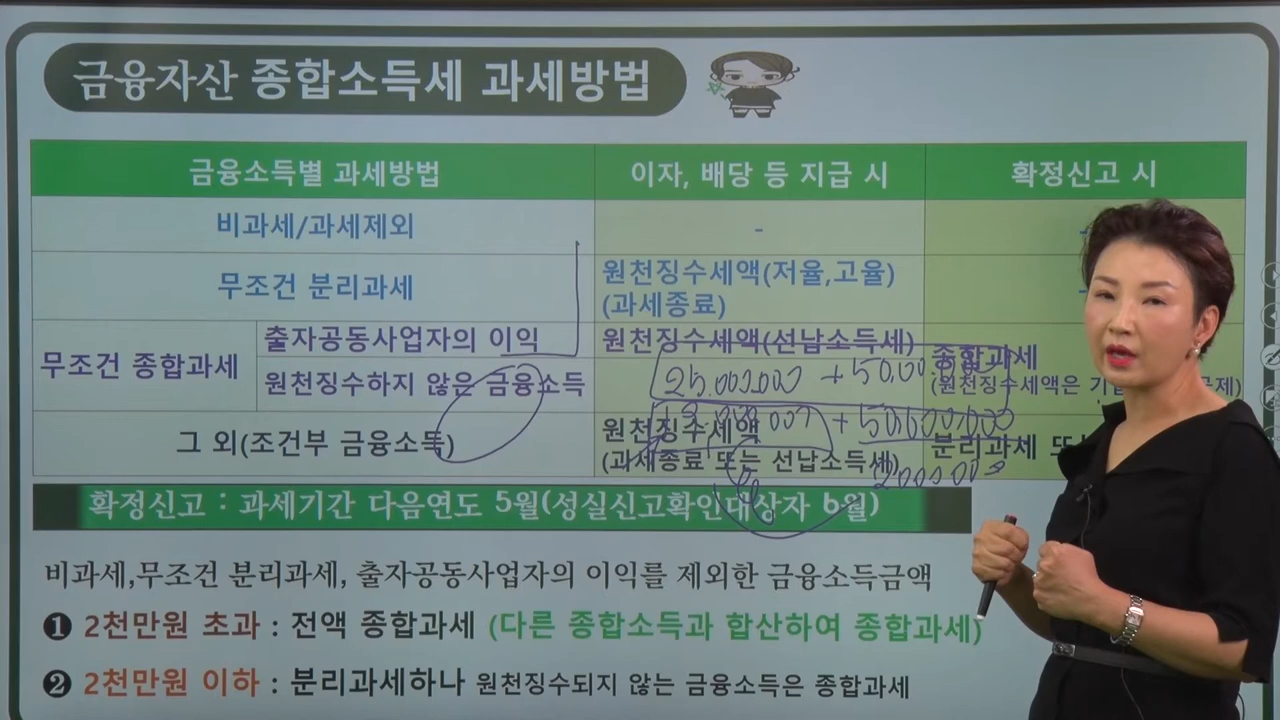 금융자산 종합소득세 과세방법
금융소득별 과세방법 이자, 배당 등 지급 시 확정신고 시
비과세/과세제외 -
무조건 분리과세 원천징수세액(저율,고율)
(과세종료)
무조건 종합과세 출자공동사업자의 이익 원천징수세액(선납소득세) 종합과세
원천징수하지 않은 금융소득 (원천징수세액은
25000000 +
그 외(조건부 금융소득) 원천징수세액 분리과세 또는
(과세종료 또는 선납소득세)
확정신고 : 과세기간 다음연도 5월(성실신고확인대상자 6월)
비과세,무조건 분리과세, 출자공동사업자의 이익를 제외한 금융소득금액
❶ 2천만원 초과 : 전액 종합과세 (다른 종합소득과 합산하여 종합과세)
❷ 2천만원 이하 : 분리과세하나 원천징수되지 않는 금융소득은 종합과세